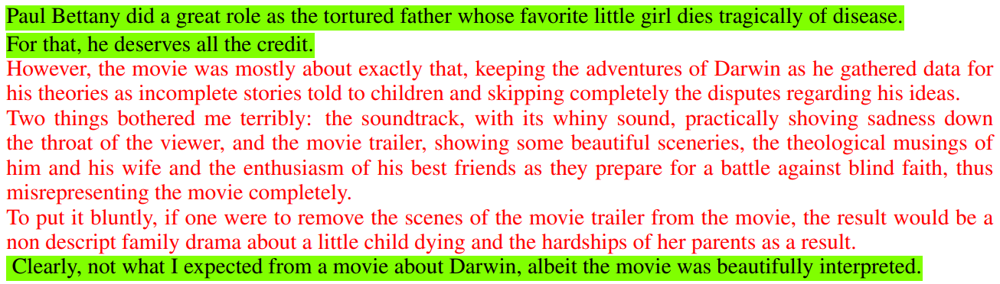 Paul Bettany did a great role as the tortured father whose favorite little girl dies tragically of disease.
For that, he deserves all the credit.
However, the movie was mostly about exactly that, keeping the adventures of Darwin as he gathered data for
his theories as incomplete stories told to children and skipping completely the disputes regarding his ideas.
Two things bothered me terribly: the soundtrack, with its whiny sound, practically shoving sadness down
the throat of the viewer, and the movie trailer, showing some beautiful sceneries, the theological musings of
him and his wife and the enthusiasm of his best friends as they prepare for a battle against blind faith, thus
misrepresenting the movie completely.
To put it bluntly, if one were to remove the scenes of the movie trailer from the movie, the result would be a
non descript family drama about a little child dying and the hardships of her parents as a result.
Clearly, not what I expected from a movie about Darwin, albeit the movie was beautifully interpreted.